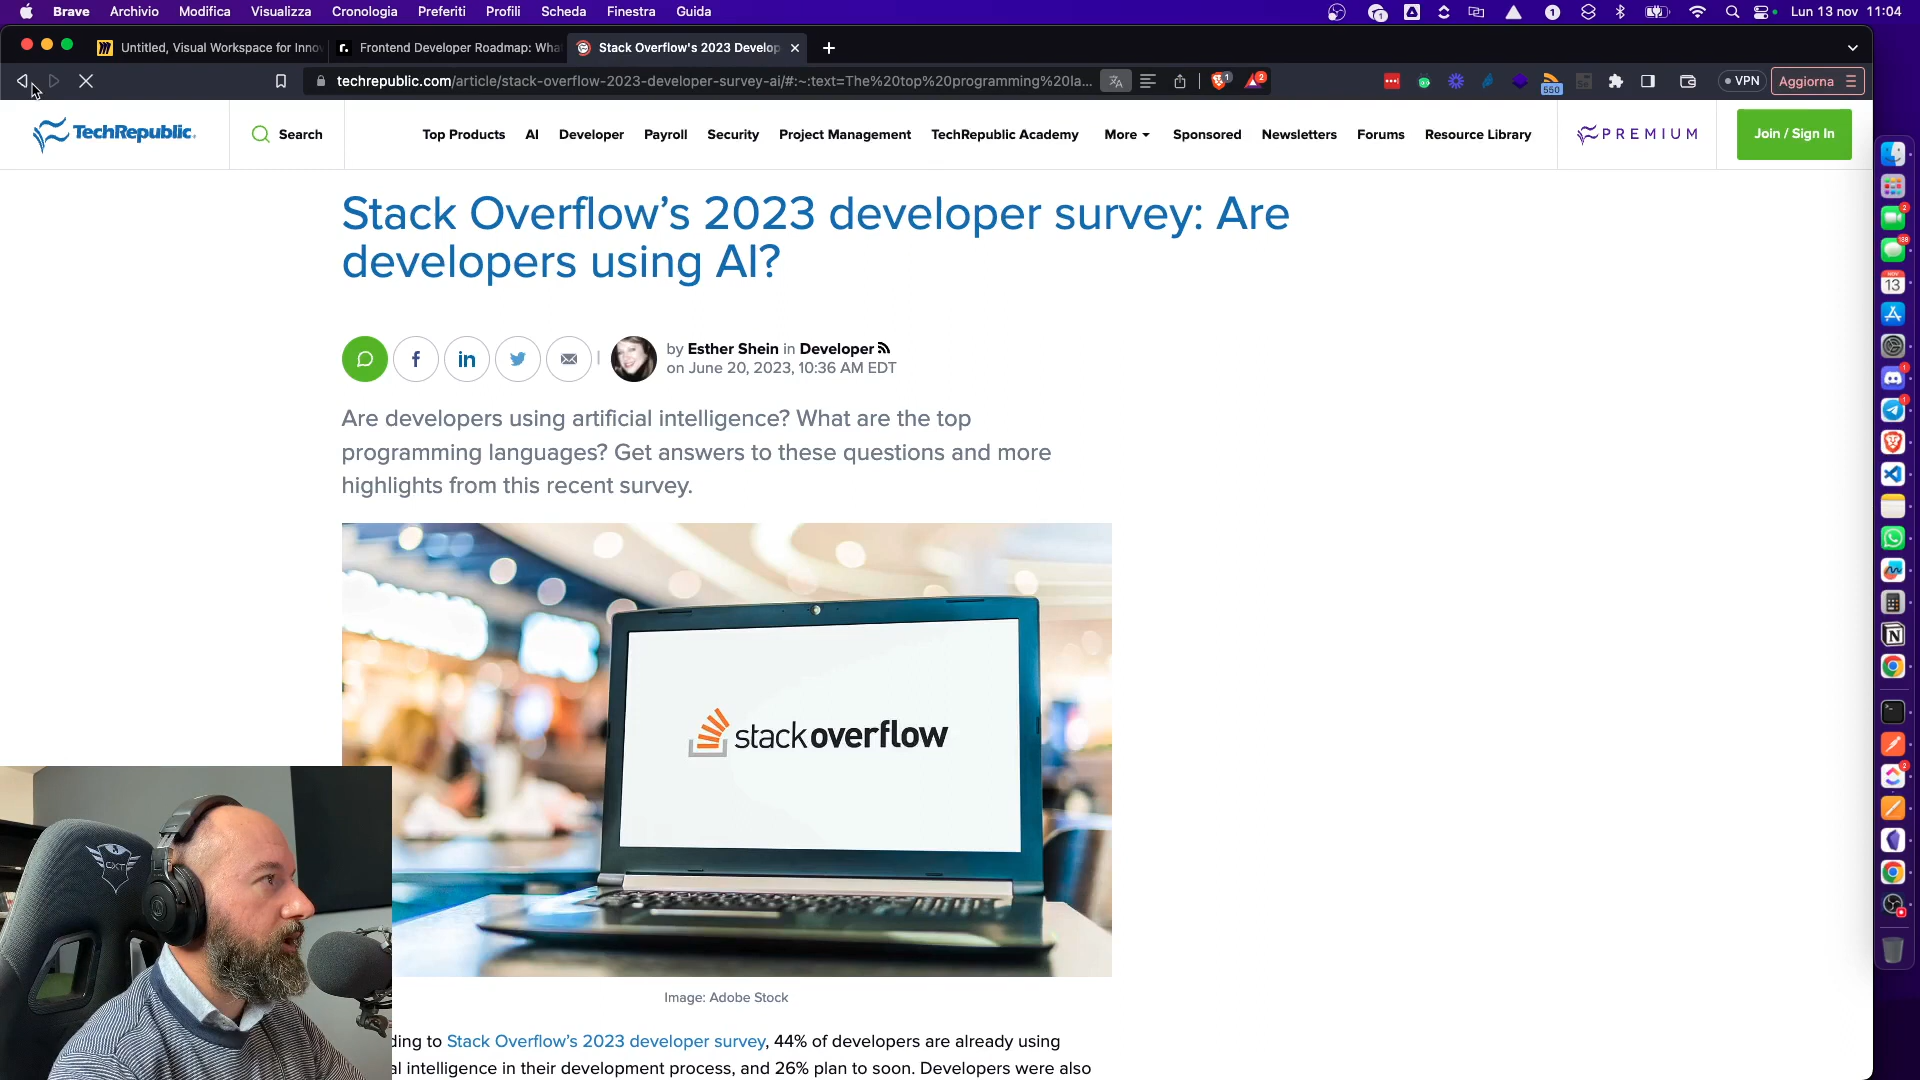 Brave Archivio Modifica Visualizza Cronologia Preferiti Profili Scheda Finestra Guida
Lun 13 nov 11:04
Untitled, Visual Workspace for Innov
Frontend Developer Roadmap: Wha
Stack Overflow's 2023 Develop
techrepublic.com/article/stack-overflow-2023-developer-survey-ai/#:~:text=The%20top%20programming%20la...
1
2
550
VPN
Aggiorna
TechRepublic.
Search
Top Products AI Developer Payroll Security Project Management TechRepublic Academy More Sponsored Newsletters Forums Resource Library
PREMIUM
Join / Sign In
Stack Overflow’s 2023 developer survey: Are
developers using AI?
by Esther Shein in Developer
on June 20, 2023, 10:36 AM EDT
Are developers using artificial intelligence? What are the top
programming languages? Get answers to these questions and more
highlights from this recent survey.
stackoverflow
CXT
Image: Adobe Stock
ding to Stack Overflow’s 2023 developer survey, 44% of developers are already using
al intelligence in their development process, and 26% plan to soon. Developers were also